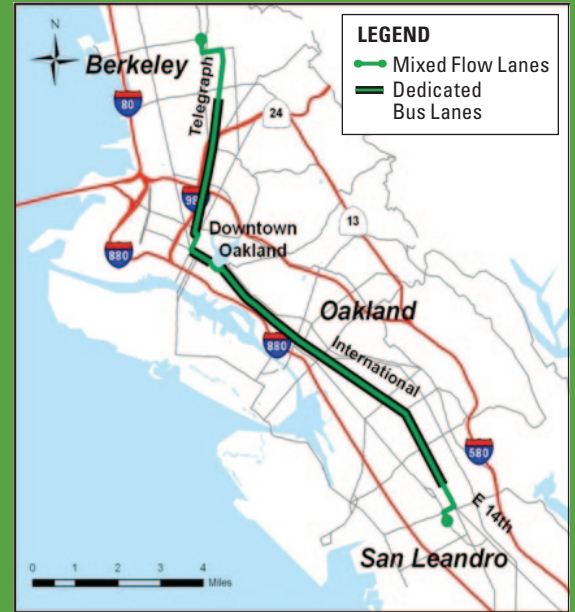 N
Berkeley
LEGEND
Mixed Flow Lanes
Dedicated
Bus Lanes
80
Telegraph
24
980
13
Downtown
Oakland
880
Oakland
880
International
580
E 14th
San Leandro
0 1 2 3 4
Miles